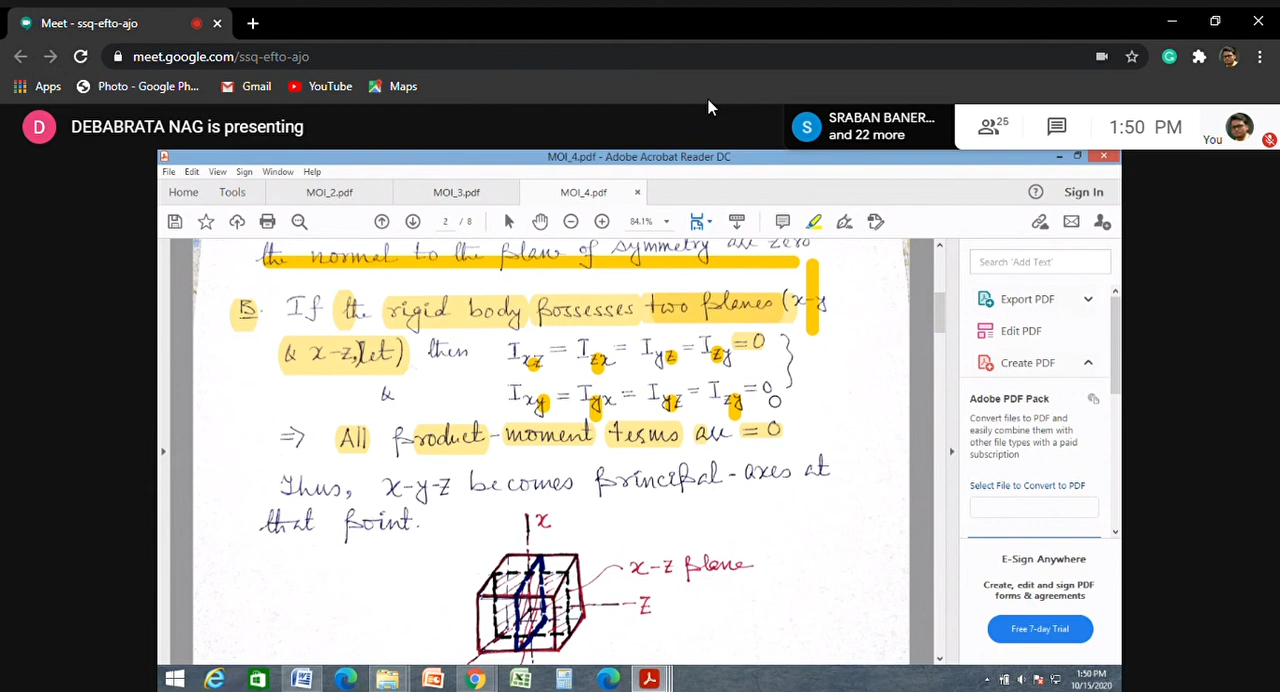 Meet - ssq-efto-ajo
meet.google.com/ssq-efto-ajo
Apps Photo - Google Ph... Gmail YouTube Maps
D DEBABRATA NAG is presenting
S SRABAN BANER...
and 22 more
25
1:50 PM
You
MOI_4.pdf - Adobe Acrobat Reader DC
File Edit View Sign Window Help
Home Tools MOI_2.pdf MOI_3.pdf MOI_4.pdf × Sign In
2 / 8 84.1%
the normal to the plane of symmetry are zero
B. If the rigid body possesses two planes (x-y
& x-z, let) then Ixz = Izx = Iyz = Izy = 0
& Ixy = Iyx = Iyz = Izy = 0
⇒ All product-moment terms are = 0
Thus, x-y-z becomes principal-axes at
that point.
x
x-z plane
z
Search 'Add Text'
Export PDF
Edit PDF
Create PDF
Adobe PDF Pack
Convert files to PDF and
easily combine them with
other file types with a paid
subscription
Select File to Convert to PDF
E-Sign Anywhere
Create, edit and sign PDF
forms & agreements
Free 7-day Trial
1:50 PM
10/15/2020